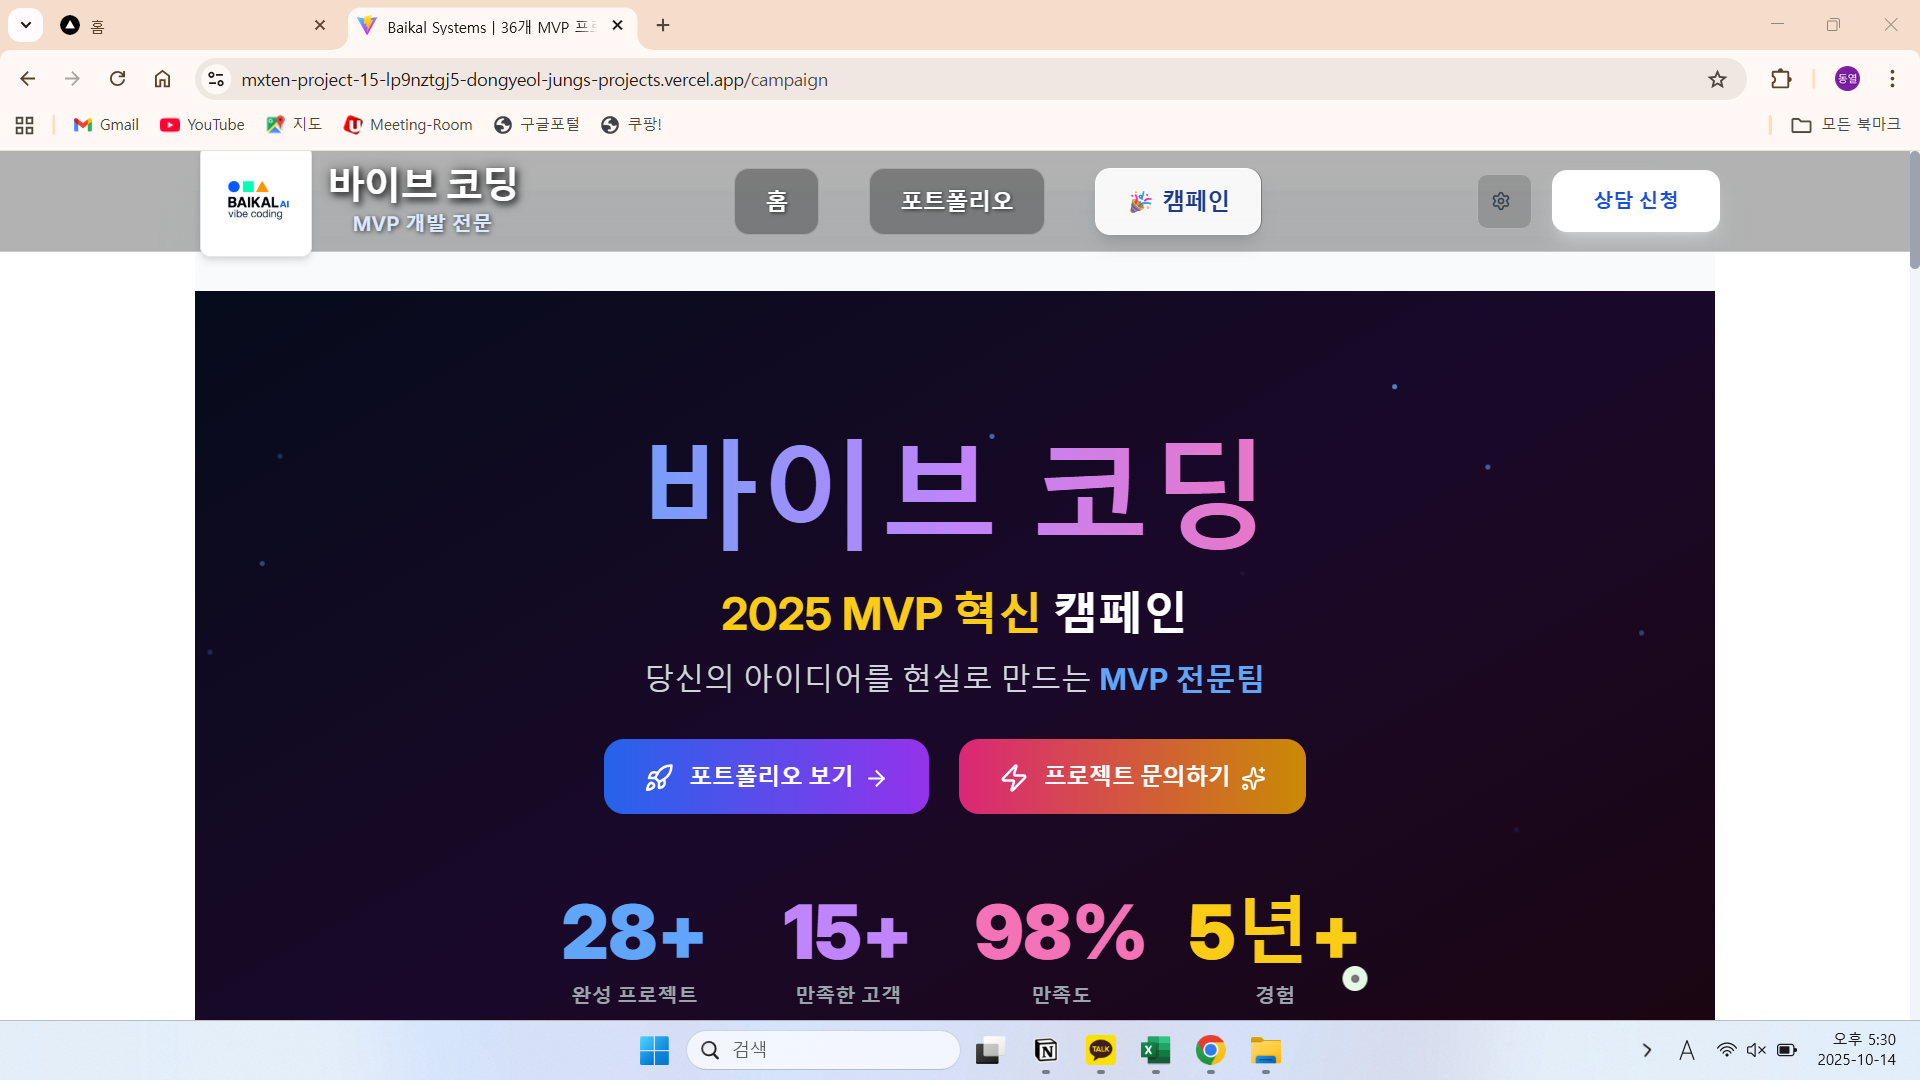 홈
Baikal Systems | 36개 MVP 프
mxten-project-15-lp9nztgj5-dongyeol-jungs-projects.vercel.app/campaign
동열
Gmail
YouTube
지도
Meeting-Room
구글포털
쿠팡!
모든 북마크
BAIKAL AI
vibe coding
바이브 코딩
MVP 개발 전문
홈
포트폴리오
캠페인
상담 신청
바이브 코딩
2025 MVP 혁신 캠페인
당신의 아이디어를 현실로 만드는 MVP 전문팀
포트폴리오 보기
프로젝트 문의하기
28+
완성 프로젝트
15+
만족한 고객
98%
만족도
5년+
경험
검색
TALK
A
오후 5:30
2025-10-14